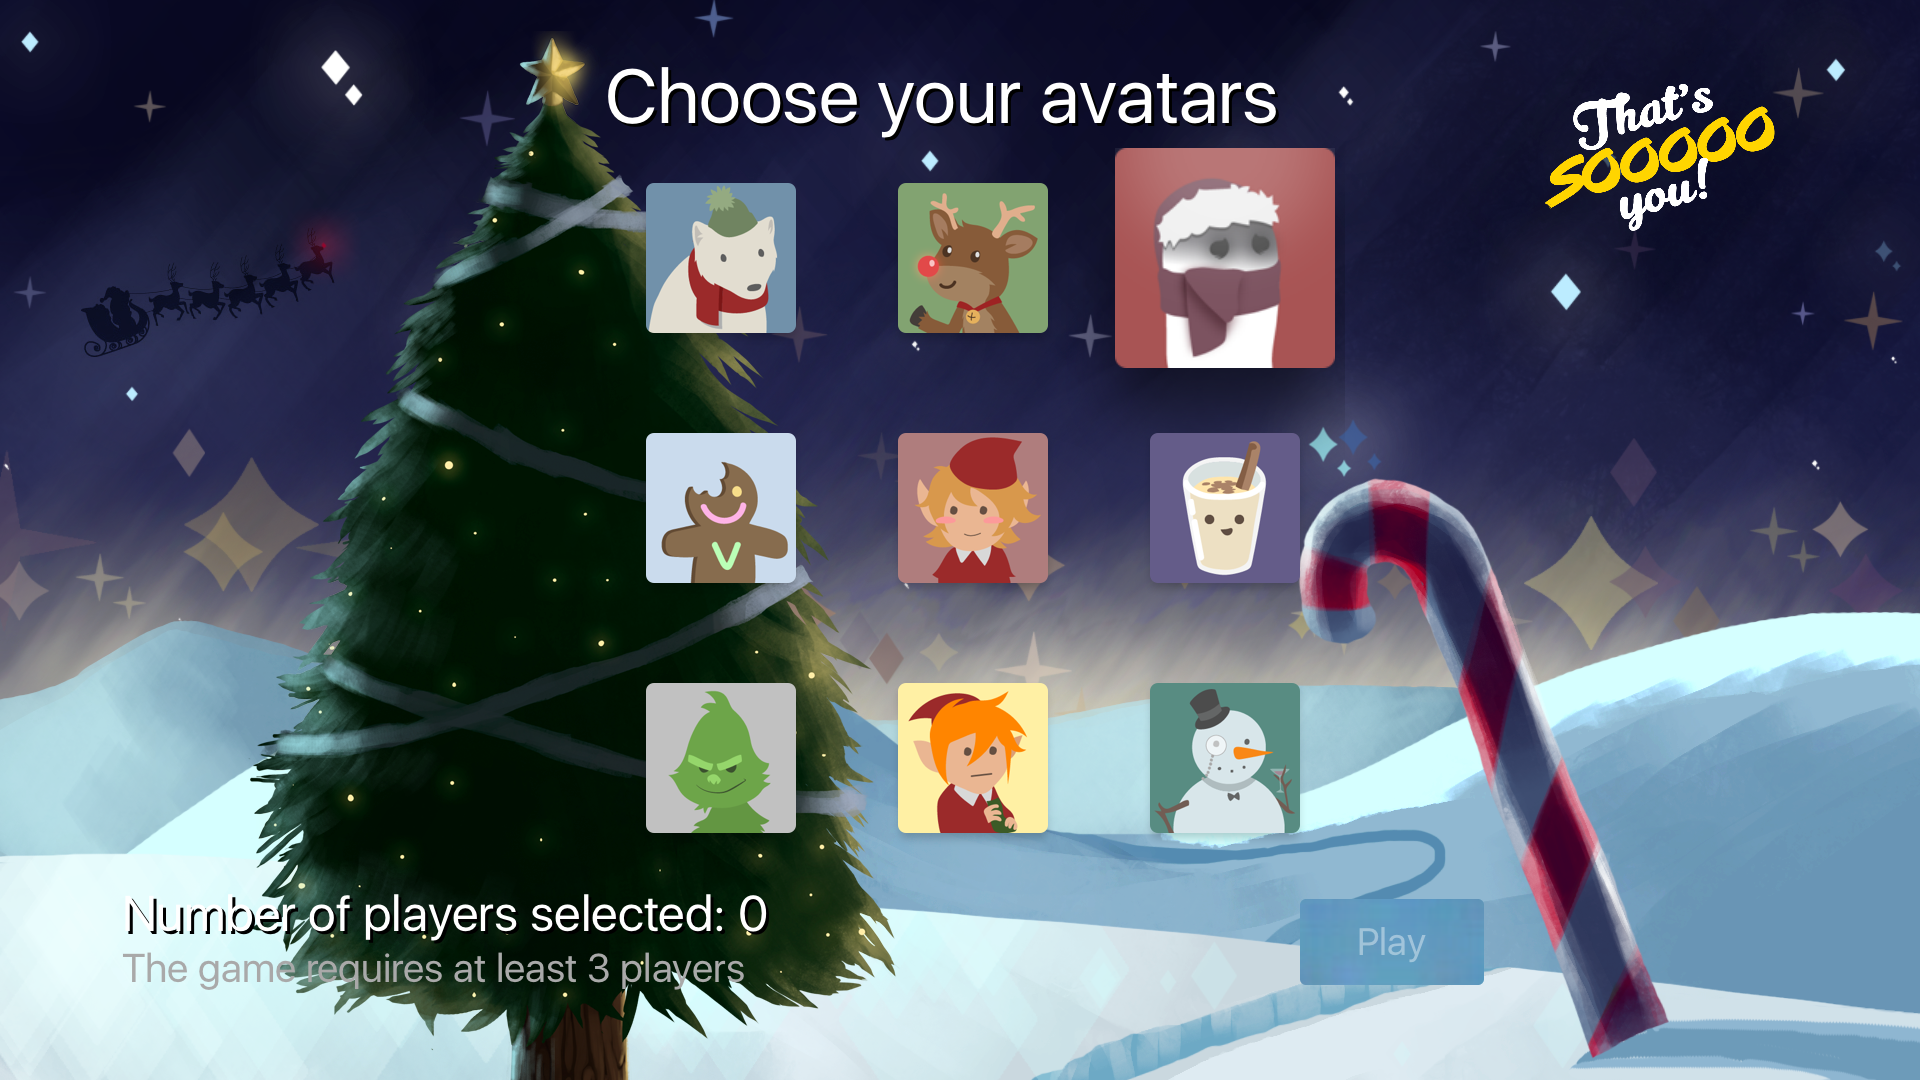 Choose your avatars
That's
SOOOOO
you!
Number of players selected: 0
The game requires at least 3 players
Play